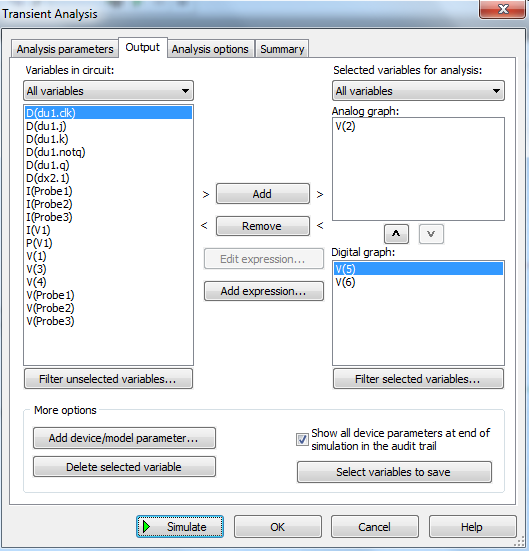 Transient Analysis
Analysis parameters
Output
Analysis options
Summary
Variables in circuit:
All variables
D(du1.clk)
D(du1.j)
D(du1.k)
D(du1.notq)
D(du1.q)
D(dx2.1)
I(Probe1)
I(Probe2)
I(Probe3)
I(V1)
P(V1)
V(1)
V(3)
V(4)
V(Probe1)
V(Probe2)
V(Probe3)
Filter unselected variables...
> Add >
< Remove <
Edit expression...
Add expression...
Selected variables for analysis:
All variables
Analog graph:
V(2)
Digital graph:
V(5)
V(6)
Filter selected variables...
More options
Add device/model parameter...
Delete selected variable
Show all device parameters at end of
simulation in the audit trail
Select variables to save
Simulate
OK
Cancel
Help